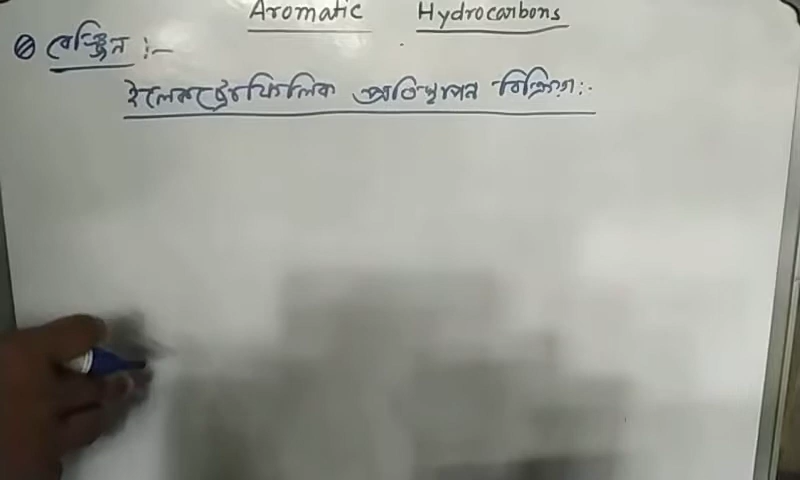 Aromatic Hydrocarbons
বেঞ্জিন :-
ইলেকট্রোফিলিক প্রতিস্থাপন বিক্রিয়া :-